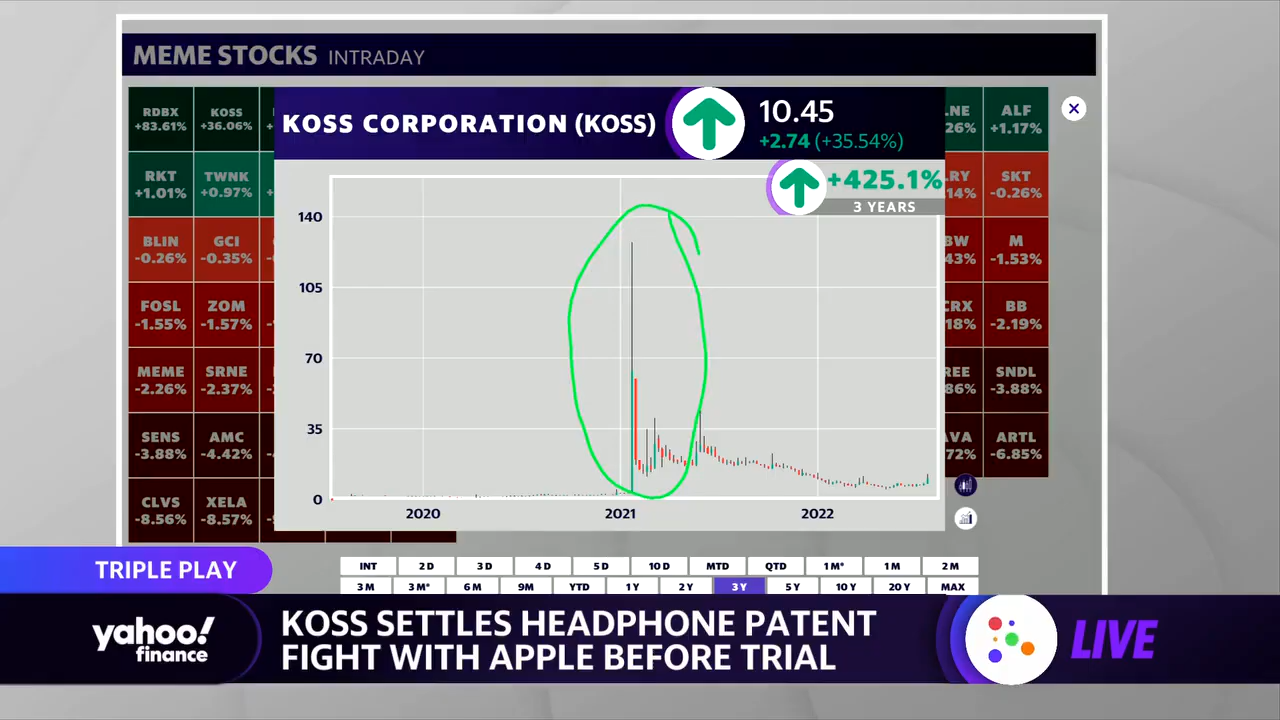 MEME STOCKS INTRADAY
RDBX
+83.61%
KOSS
+36.06%
KOSS CORPORATION (KOSS)
10.45
+2.74 (+35.54%)
+425.1%
3 YEARS
ALF
+1.17%
RKT
+1.01%
TWNK
+0.97%
SKT
-0.26%
BLIN
-0.26%
GCI
-0.35%
M
-1.53%
FOSL
-1.55%
ZOM
-1.57%
BB
-2.19%
MEME
-2.26%
SRNE
-2.37%
SNDL
-3.88%
SENS
-3.88%
AMC
-4.42%
ARTL
-6.85%
CLVS
-8.56%
XELA
-8.57%
140
105
70
35
0
2020 2021 2022
INT 2 D 3 D 4 D 5 D 10 D MTD QTD 1 M* 1 M 2 M
3 M 3 M* 6 M 9M YTD 1 Y 2 Y 3 Y 5 Y 10 Y 20 Y MAX
TRIPLE PLAY
yahoo!
finance
KOSS SETTLES HEADPHONE PATENT
FIGHT WITH APPLE BEFORE TRIAL
LIVE